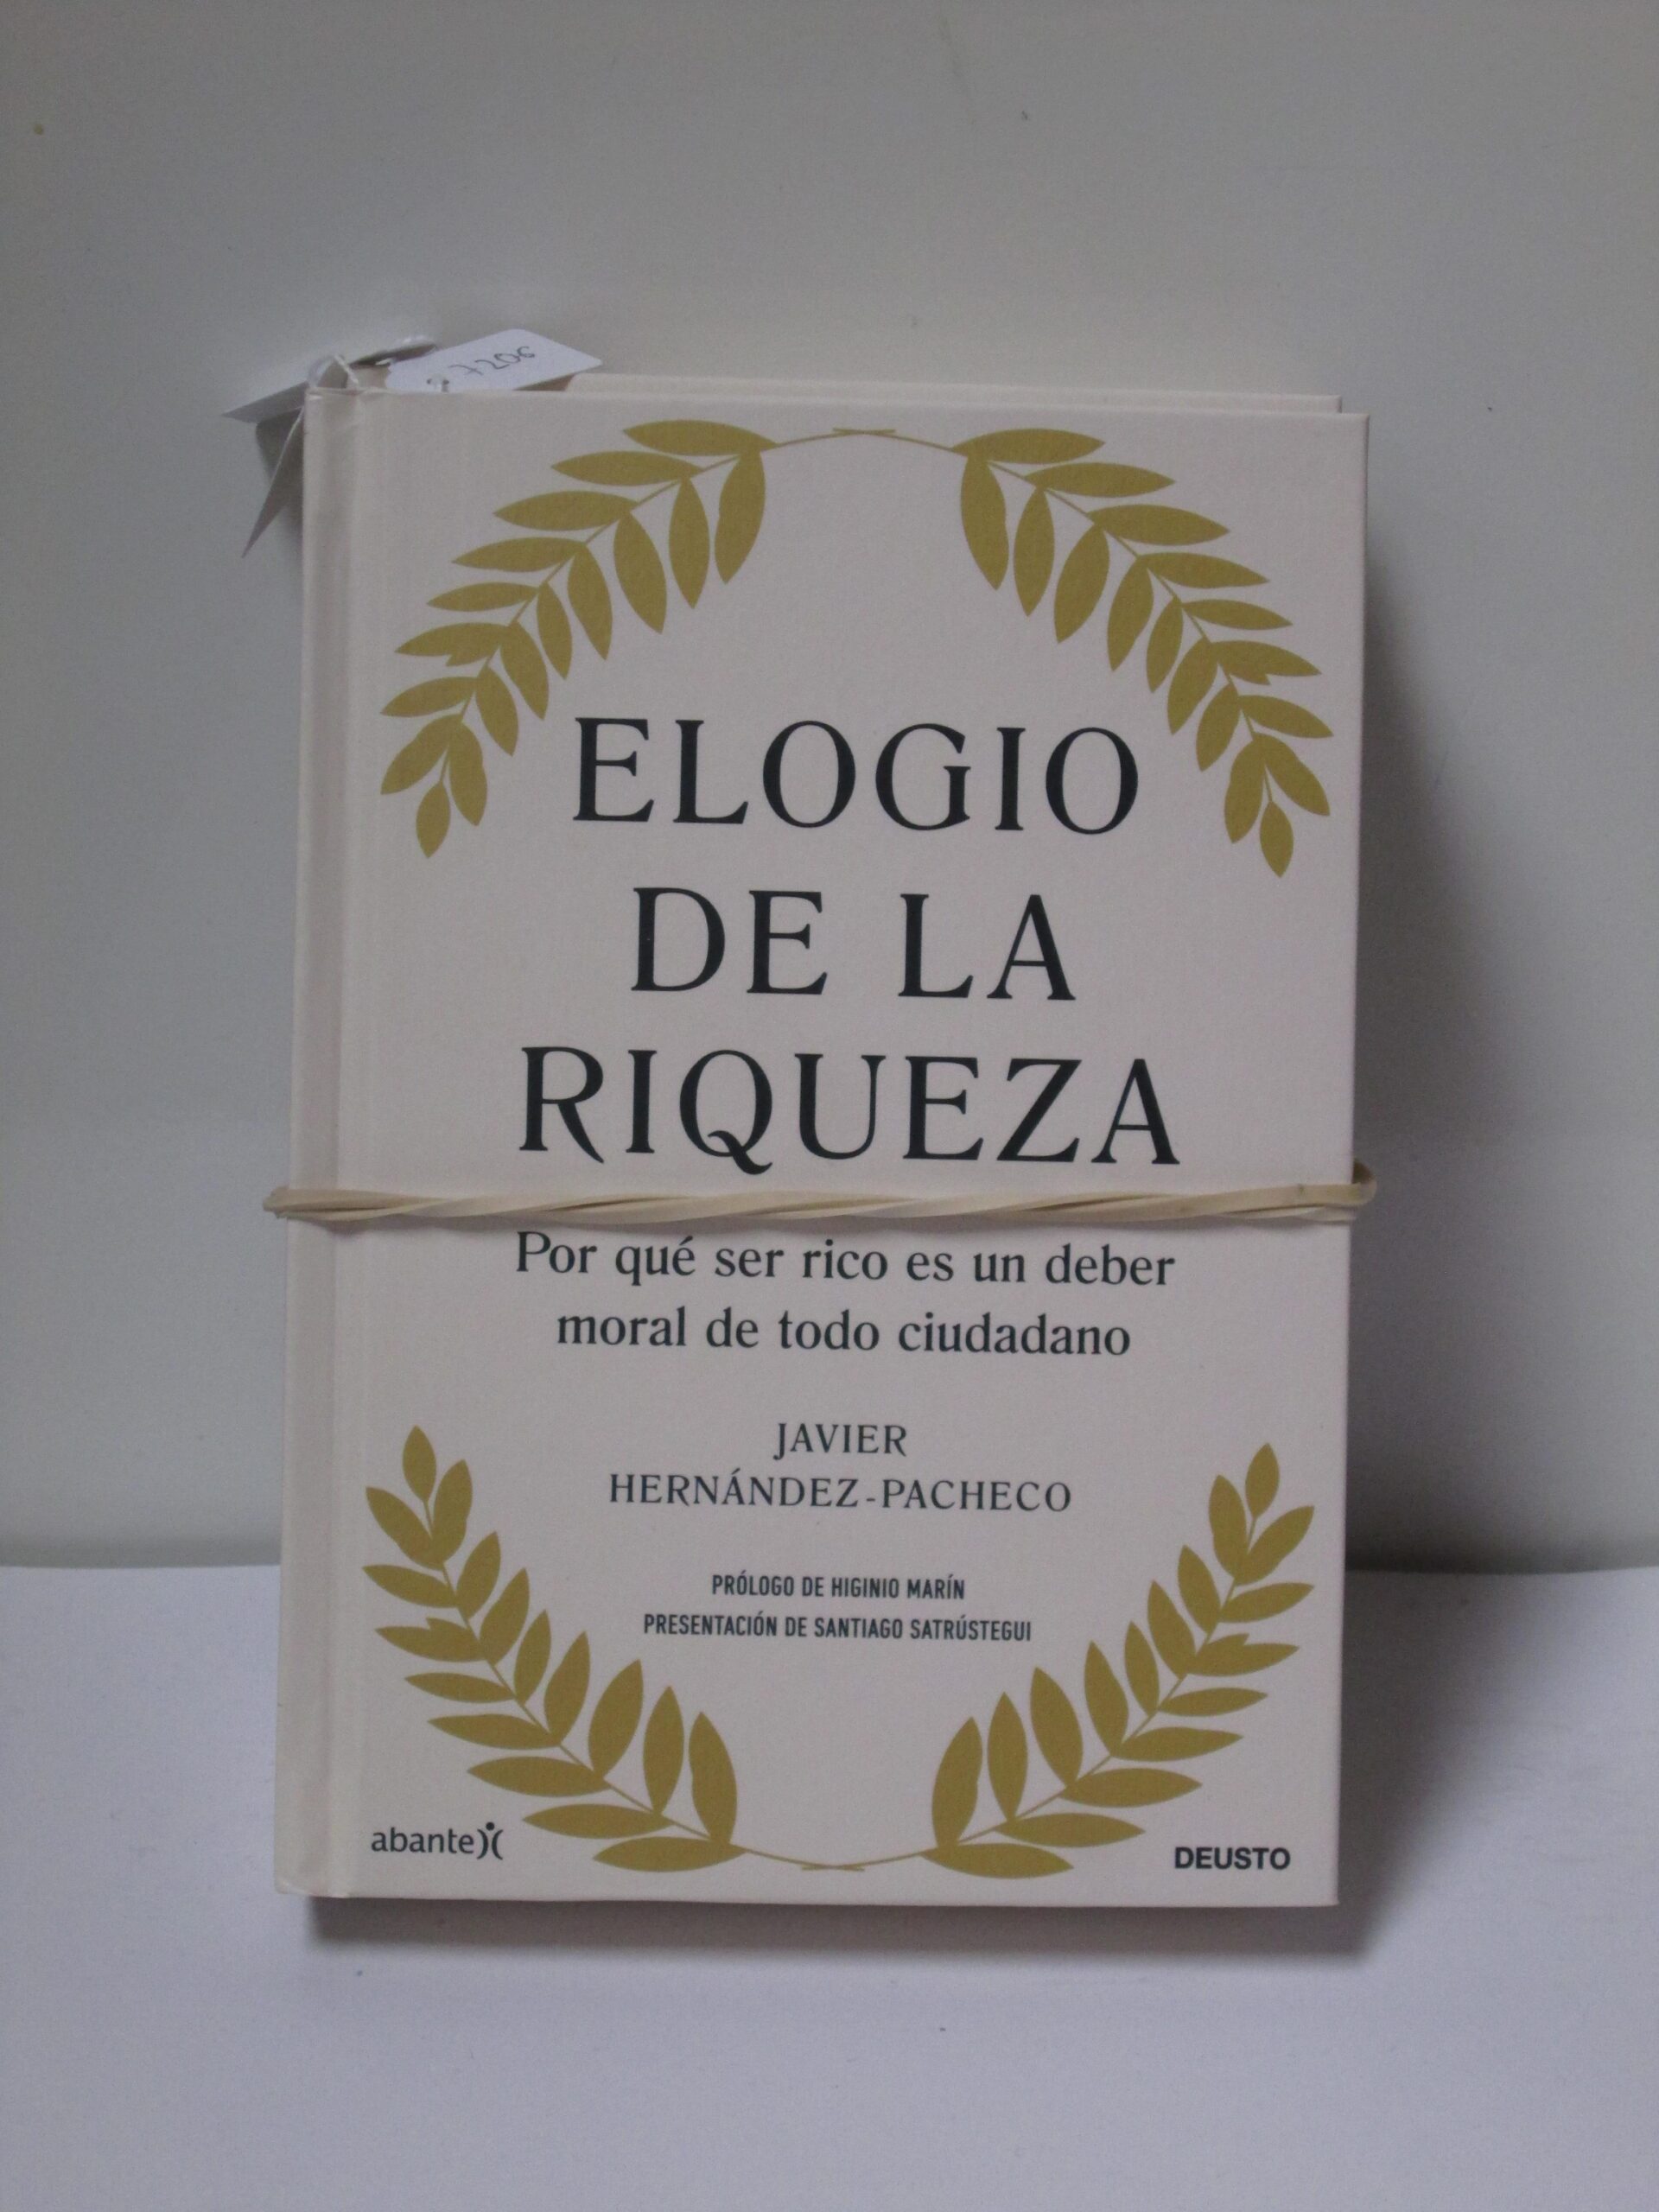 ELOGIO
DE LA
RIQUEZA
Por qué ser rico es un deber
moral de todo ciudadano
JAVIER
HERNÁNDEZ-PACHECO
PRÓLOGO DE HIGINIO MARÍN
PRESENTACIÓN DE SANTIAGO SATRÚSTEGUI
abante
DEUSTO